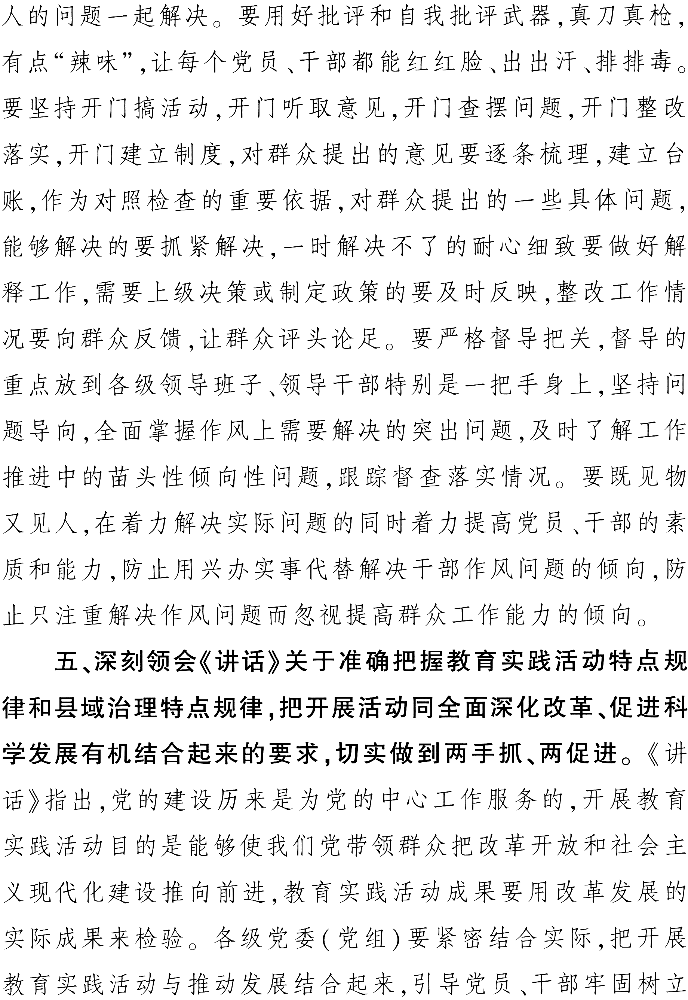 人的问题一起解决。要用好批评和自我批评武器,真刀真枪,
有点“辣味”,让每个党员、干部都能红红脸、出出汗、排排毒。
要坚持开门搞活动,开门听取意见,开门查摆问题,开门整改
落实,开门建立制度,对群众提出的意见要逐条梳理,建立台
账,作为对照检查的重要依据,对群众提出的一些具体问题,
能够解决的要抓紧解决,一时解决不了的耐心细致要做好解
释工作,需要上级决策或制定政策的要及时反映,整改工作情
况要向群众反馈,让群众评头论足。要严格督导把关,督导的
重点放到各级领导班子、领导干部特别是一把手身上,坚持问
题导向,全面掌握作风上需要解决的突出问题,及时了解工作
推进中的苗头性倾向性问题,跟踪督查落实情况。要既见物
又见人,在着力解决实际问题的同时着力提高党员、干部的素
质和能力,防止用兴办实事代替解决干部作风问题的倾向,防
止只注重解决作风问题而忽视提高群众工作能力的倾向。
五、深刻领会《讲话》关于准确把握教育实践活动特点规
律和县域治理特点规律,把开展活动同全面深化改革、促进科
学发展有机结合起来的要求,切实做到两手抓、两促进。《讲
话》指出,党的建设历来是为党的中心工作服务的,开展教育
实践活动目的是能够使我们党带领群众把改革开放和社会主
义现代化建设推向前进,教育实践活动成果要用改革发展的
实际成果来检验。各级党委(党组)要紧密结合实际,把开展
教育实践活动与推动发展结合起来,引导党员、干部牢固树立